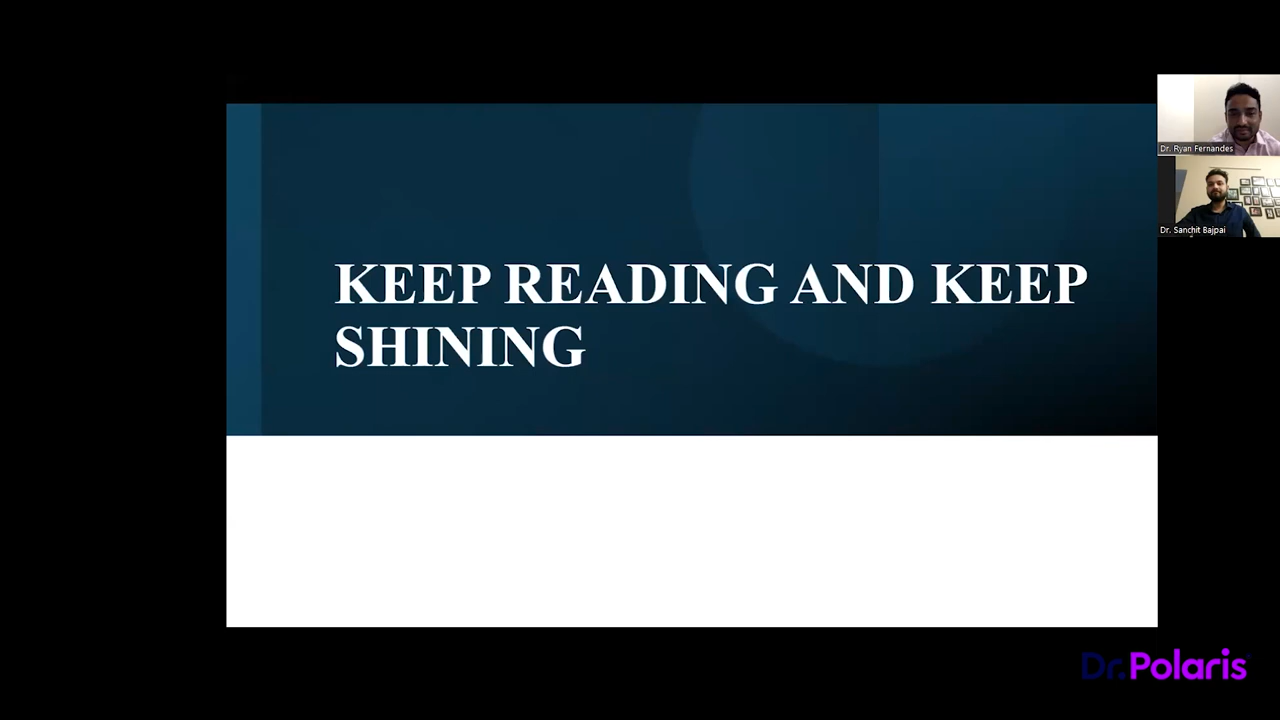 KEEP READING AND KEEP
SHINING
Dr. Ryan Fernandes
Dr. Sanchit Bajpai
Dr.Polaris